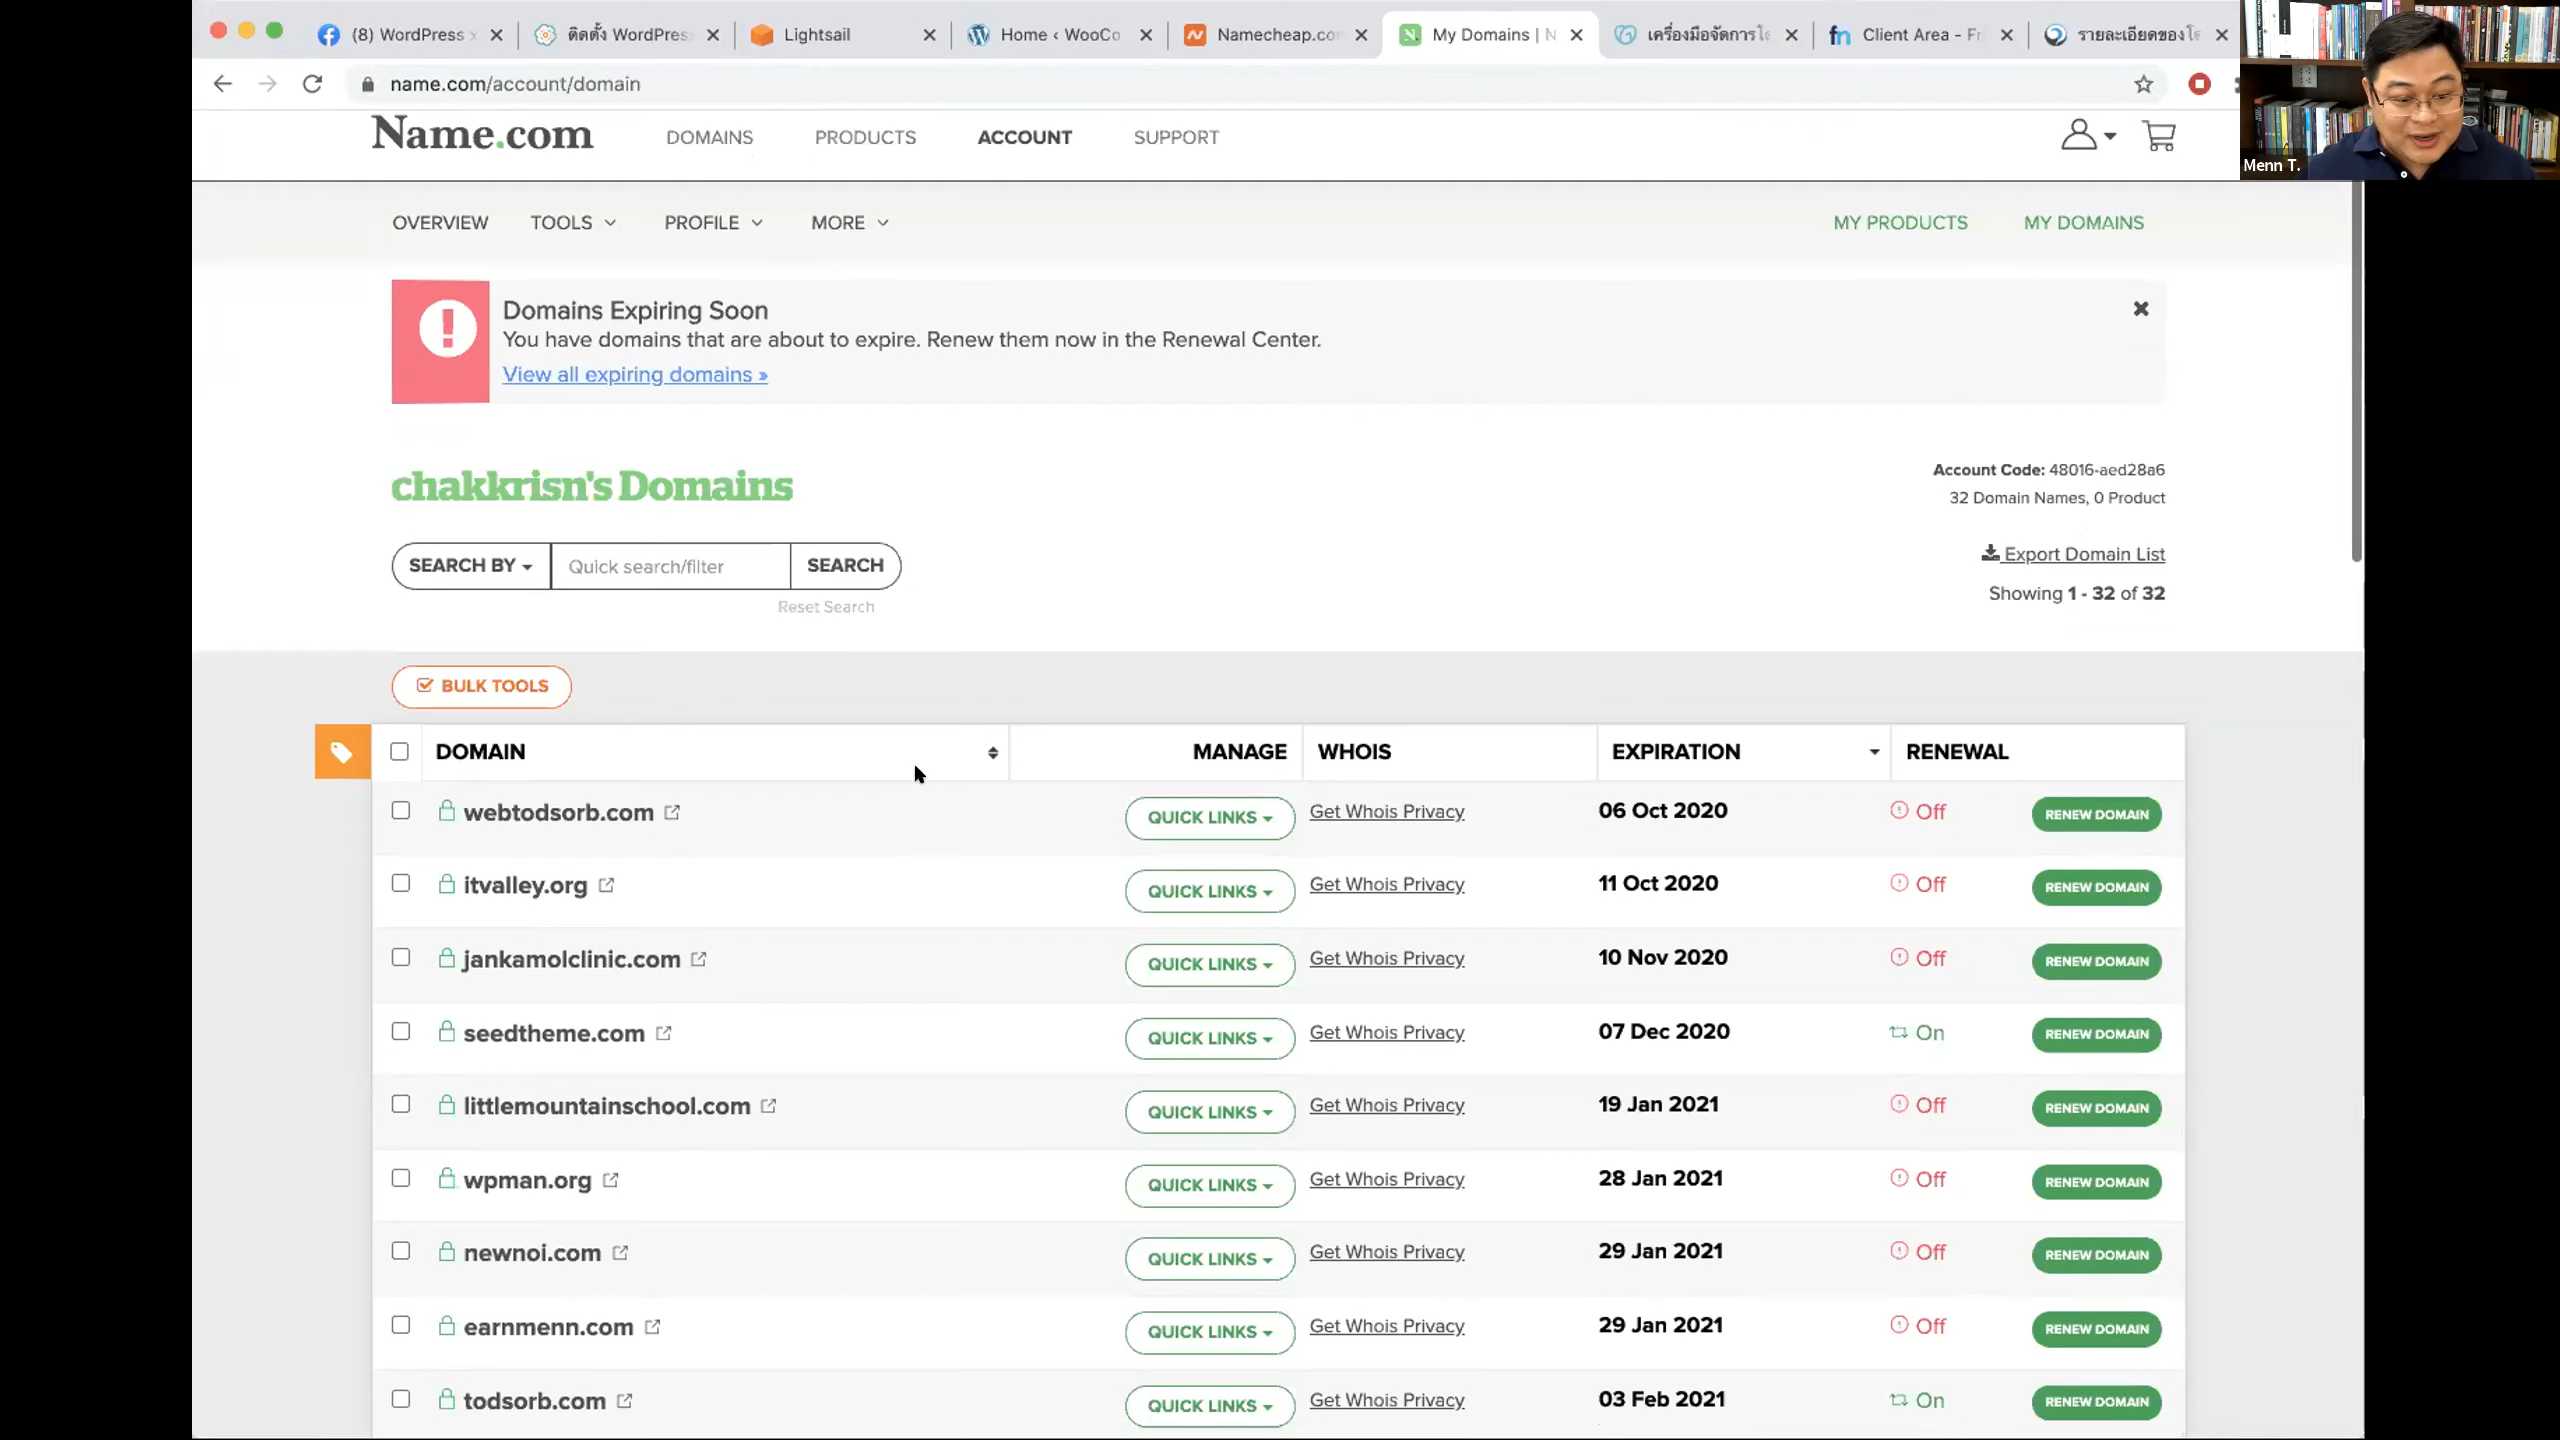 (8) WordPress x
ติดตั้ง WordPres
Lightsail
Home ‹ WooCo
Namecheap.co
My Domains | N
เครื่องมือจัดการโ
Client Area - Fr
รายละเอียดของโ
name.com/account/domain
Menn T.
Name.com
DOMAINS
PRODUCTS
ACCOUNT
SUPPORT
OVERVIEW
TOOLS
PROFILE
MORE
MY PRODUCTS
MY DOMAINS
Domains Expiring Soon
You have domains that are about to expire. Renew them now in the Renewal Center.
View all expiring domains »
chakkrisn's Domains
Account Code: 48016-aed28a6
32 Domain Names, 0 Product
SEARCH BY
Quick search/filter
SEARCH
Reset Search
Export Domain List
Showing 1 - 32 of 32
BULK TOOLS
DOMAIN MANAGE WHOIS EXPIRATION RENEWAL
webtodsorb.com QUICK LINKS Get Whois Privacy 06 Oct 2020 Off RENEW DOMAIN
itvalley.org QUICK LINKS Get Whois Privacy 11 Oct 2020 Off RENEW DOMAIN
jankamolclinic.com QUICK LINKS Get Whois Privacy 10 Nov 2020 Off RENEW DOMAIN
seedtheme.com QUICK LINKS Get Whois Privacy 07 Dec 2020 On RENEW DOMAIN
littlemountainschool.com QUICK LINKS Get Whois Privacy 19 Jan 2021 Off RENEW DOMAIN
wpman.org QUICK LINKS Get Whois Privacy 28 Jan 2021 Off RENEW DOMAIN
newnoi.com QUICK LINKS Get Whois Privacy 29 Jan 2021 Off RENEW DOMAIN
earnmenn.com QUICK LINKS Get Whois Privacy 29 Jan 2021 Off RENEW DOMAIN
todsorb.com QUICK LINKS Get Whois Privacy 03 Feb 2021 On RENEW DOMAIN